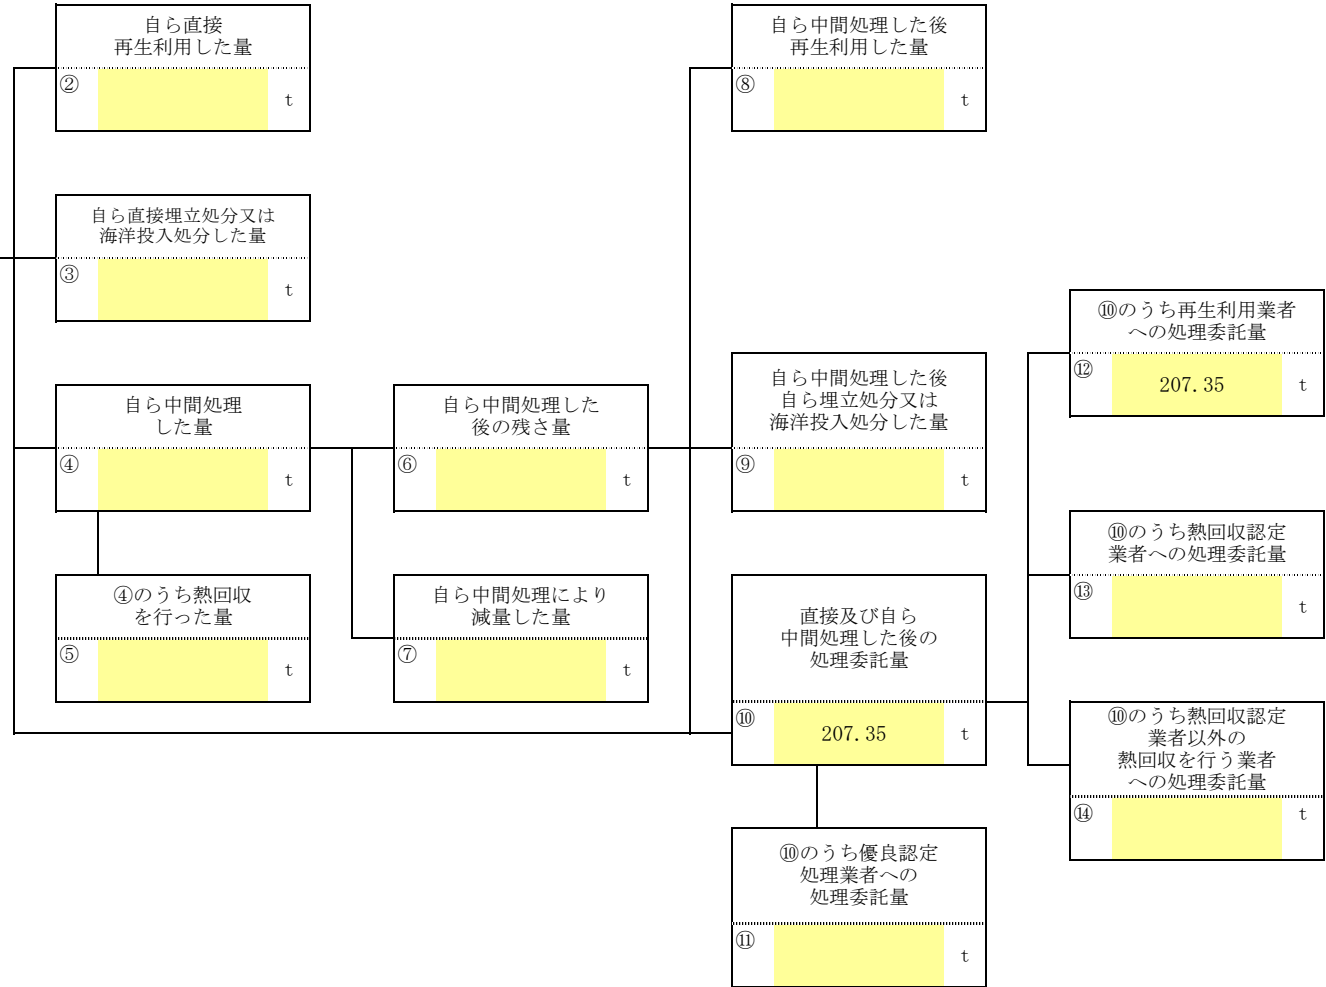 自ら直接
再生利用した量
②
t
自ら中間処理した後
再生利用した量
⑧
t
自ら直接埋立処分又は
海洋投入処分した量
③
t
⑩のうち再生利用業者
への処理委託量
⑫
207.35
t
自ら中間処理
した量
④
t
自ら中間処理した
後の残さ量
⑥
t
自ら中間処理した後
自ら埋立処分又は
海洋投入処分した量
⑨
t
⑩のうち熱回収認定
業者への処理委託量
⑬
t
④のうち熱回収
を行った量
⑤
t
自ら中間処理により
減量した量
⑦
t
直接及び自ら
中間処理した後の
処理委託量
⑩
207.35
t
⑩のうち熱回収認定
業者以外の
熱回収を行う業者
への処理委託量
⑭
t
⑩のうち優良認定
処理業者への
処理委託量
⑪
t